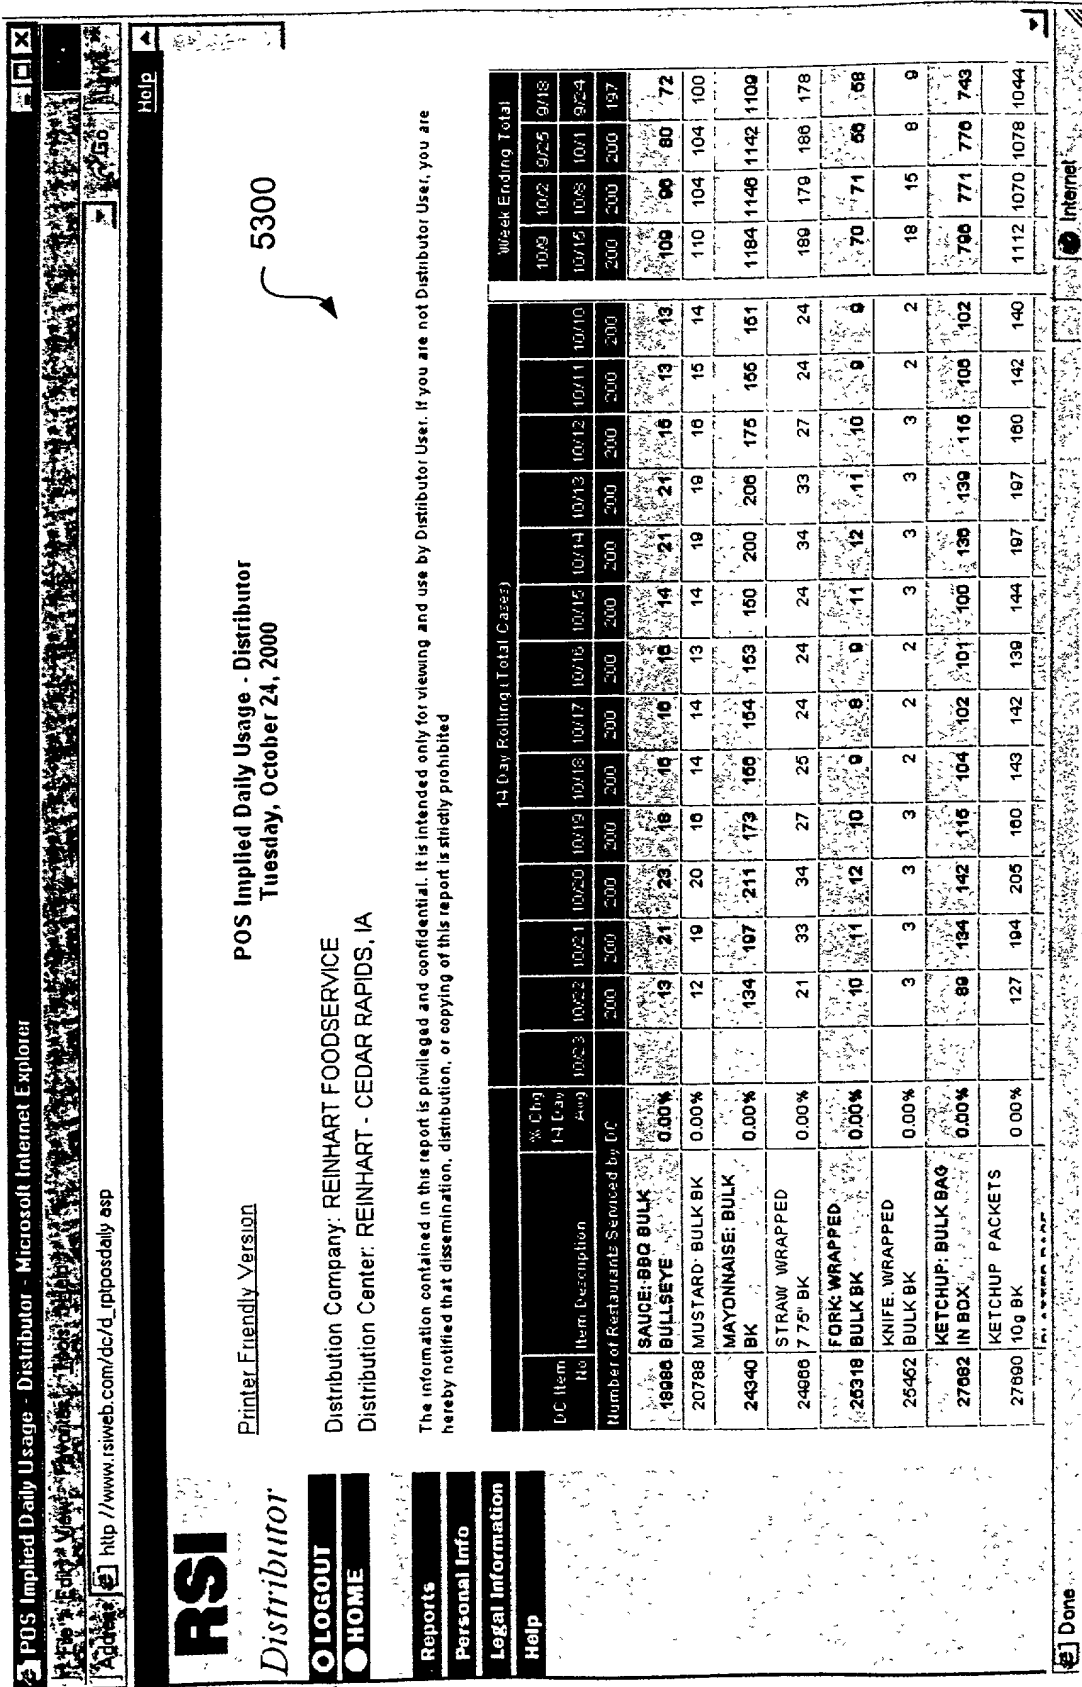 POS Implied Daily Usage - Distributor - Microsoft Internet Explorer
File Edit View Favorites Tools Help
Address http //www.rsiweb.com/dc/d_rptposdaily asp Go
Help
RSI
Distributor
LOGOUT
HOME
Reports
Personal Info
Legal Information
Help
Printer Friendly Version
POS Implied Daily Usage - Distributor
Tuesday, October 24, 2000
5300
Distribution Company: REINHART FOODSERVICE
Distribution Center: REINHART - CEDAR RAPIDS, IA
The information contained in this report is privileged and confidential. It is intended only for viewing and use by Distributor User. If you are not Distributor User, you are
hereby notified that dissemination, distribution, or copying of this report is strictly prohibited
14 Day Rolling (Total Cases) Week Ending Total
% Chg 10/9 10/2 9/25 9/18
DC Item No Item Description 14 Day Avg 10/23 10/22 10/21 10/20 10/19 10/18 10/17 10/16 10/15 10/14 10/13 10/12 10/11 10/10 10/15 10/8 10/1 9/24
Number of Restaurants Serviced by DC 200 200 200 200 200 200 200 200 200 200 200 200 200 200 200 200 197
18986 SAUCE: BBQ BULK BULLSEYE 0.00% 13 21 23 18 16 16 16 14 21 21 16 13 13 109 96 80 72
20788 MUSTARD: BULK BK 0.00% 12 19 20 16 14 14 13 14 19 19 16 15 14 110 104 104 100
24340 MAYONNAISE: BULK BK 0.00% 134 197 211 173 156 154 153 150 200 206 175 155 151 1184 1146 1142 1109
24966 STRAW WRAPPED 7 75" BK 0.00% 21 33 34 27 25 24 24 24 34 33 27 24 24 189 179 186 178
25318 FORK: WRAPPED BULK BK 0.00% 10 11 12 10 9 8 9 11 12 11 10 9 9 70 71 56 58
25452 KNIFE. WRAPPED BULK BK 0.00% 3 3 3 3 2 2 2 3 3 3 3 2 2 18 15 8 9
27682 KETCHUP: BULK BAG IN BOX 0.00% 89 134 142 116 104 102 101 100 136 139 116 106 102 796 771 776 743
27690 KETCHUP PACKETS 10g BK 0 00% 127 194 205 160 143 142 139 144 197 197 160 142 140 1112 1070 1078 1044
Done Internet